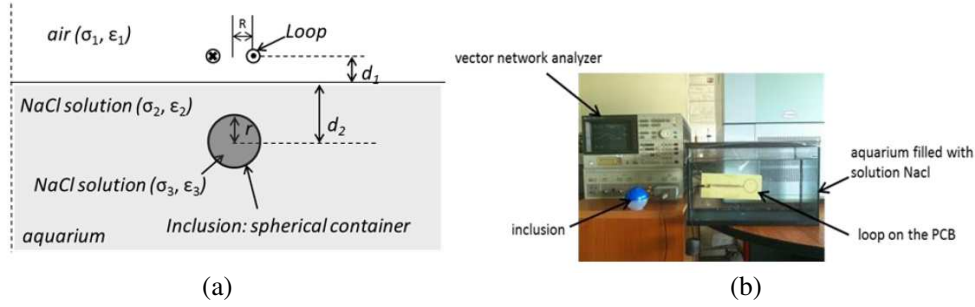 air (σ₁, ε₁)
R
Loop
d₁
NaCl solution (σ₂, ε₂)
r
d₂
NaCl solution (σ₃, ε₃)
Inclusion: spherical container
aquarium
(a)
vector network analyzer
aquarium filled with
solution Nacl
inclusion
loop on the PCB
(b)